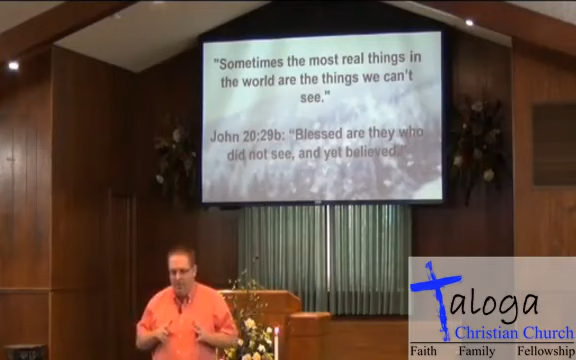 "Sometimes the most real things in
the world are the things we can't
see."
John 20:29b: "Blessed are they who
did not see, and yet believed."
Taloga
Christian Church
Faith Family Fellowship